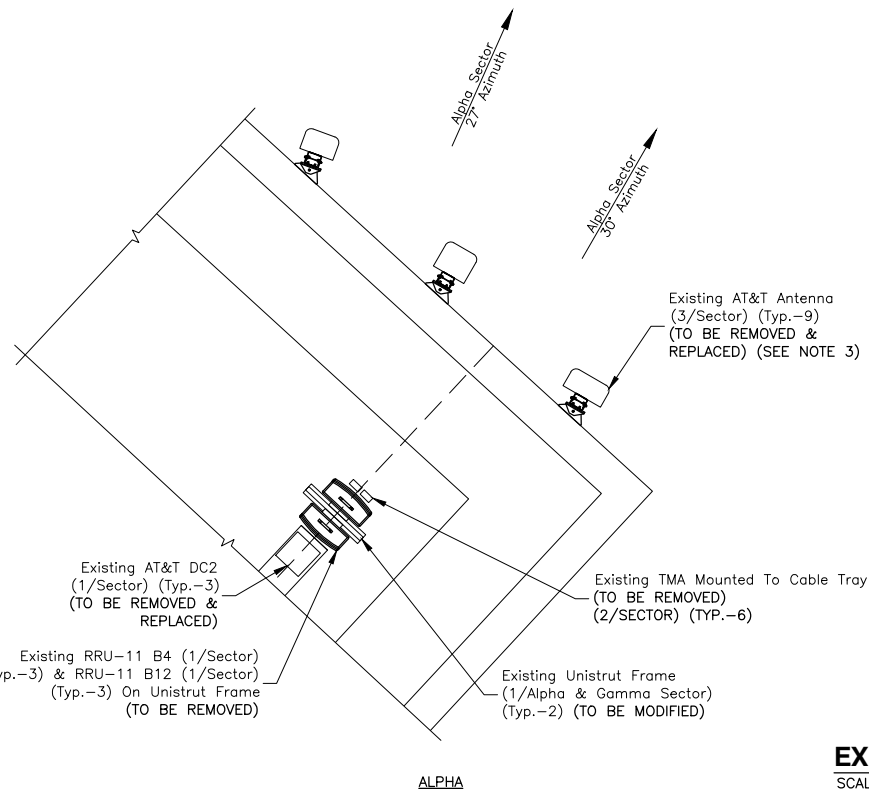 Alpha Sector
27° Azimuth
Alpha Sector
30° Azimuth
Existing AT&T Antenna
(3/Sector) (Typ.-9)
(TO BE REMOVED &
REPLACED) (SEE NOTE 3)
Existing AT&T DC2
(1/Sector) (Typ.-3)
(TO BE REMOVED &
REPLACED)
Existing TMA Mounted To Cable Tray
(TO BE REMOVED)
(2/SECTOR) (TYP.-6)
Existing RRU-11 B4 (1/Sector)
yp.-3) & RRU-11 B12 (1/Sector)
(Typ.-3) On Unistrut Frame
(TO BE REMOVED)
Existing Unistrut Frame
(1/Alpha & Gamma Sector)
(Typ.-2) (TO BE MODIFIED)
ALPHA
EX
SCAL